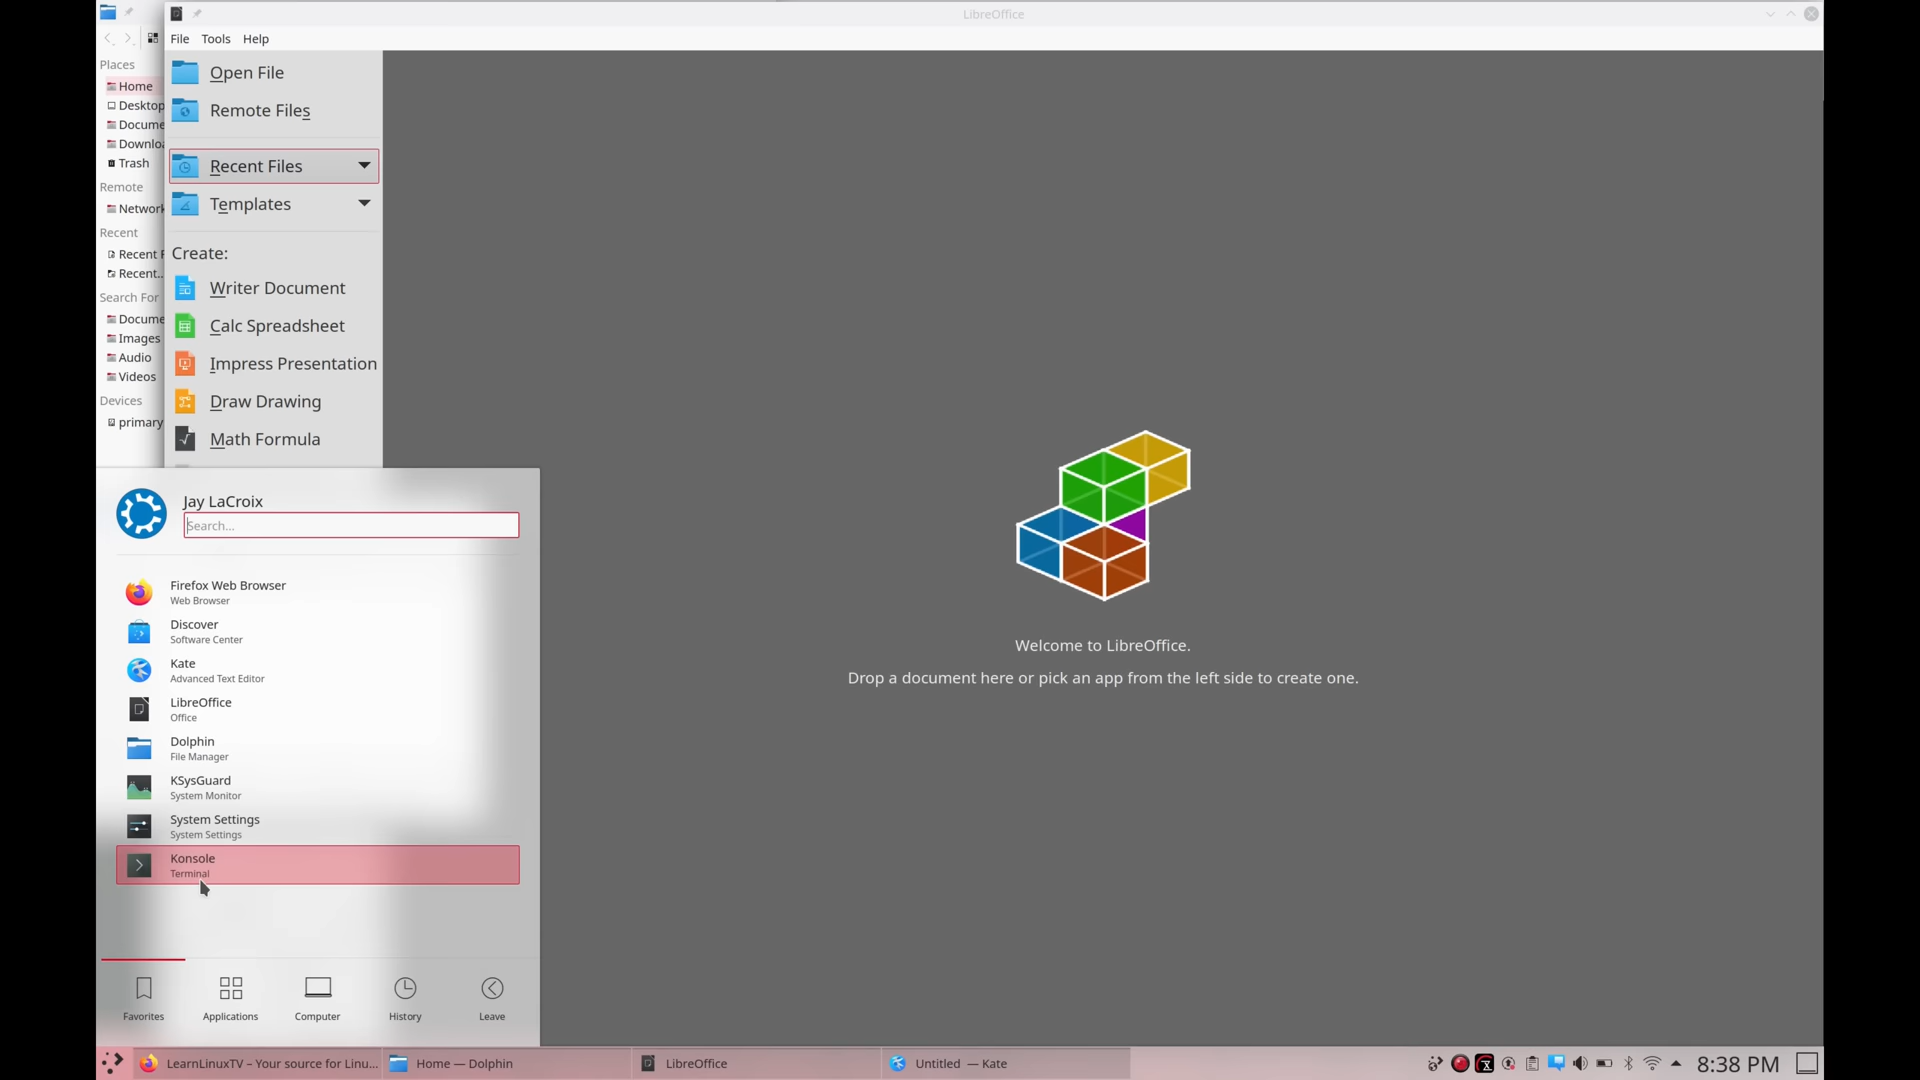 LibreOffice
File Tools Help
Places
Home
Desktop
Docume
Downloa
Trash
Remote
Network
Recent
Recent F
Recent...
Search For
Docume
Images
Audio
Videos
Devices
primary
Open File
Remote Files
Recent Files
Templates
Create:
Writer Document
Calc Spreadsheet
Impress Presentation
Draw Drawing
Math Formula
Welcome to LibreOffice.
Drop a document here or pick an app from the left side to create one.
Jay LaCroix
Search...
Firefox Web Browser
Web Browser
Discover
Software Center
Kate
Advanced Text Editor
LibreOffice
Office
Dolphin
File Manager
KSysGuard
System Monitor
System Settings
System Settings
Konsole
Terminal
Favorites Applications Computer History Leave
LearnLinuxTV – Your source for Linu... Home — Dolphin LibreOffice Untitled — Kate 8:38 PM